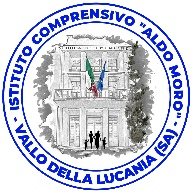 ISTITUTO COMPRENSIVO "ALDO MORO"
- VALLO DELLA LUCANIA (SA) -